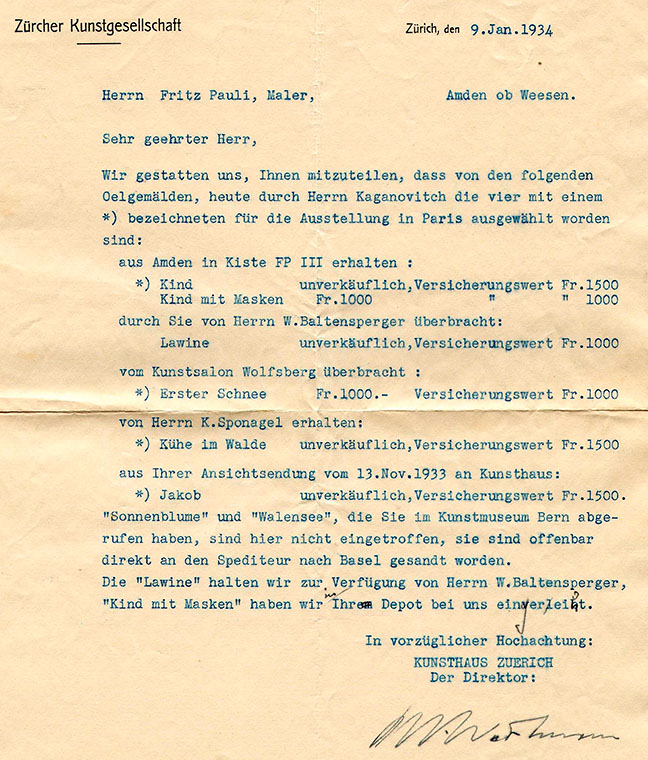 Zürcher Kunstgesellschaft
Zürich, den 9.Jan.1934
Herrn Fritz Pauli, Maler, Amden ob Weesen.
Sehr geehrter Herr,
Wir gestatten uns, Ihnen mitzuteilen, dass von den folgenden
Oelgemälden, heute durch Herrn Kaganovitch die vier mit einem
*) bezeichneten für die Ausstellung in Paris ausgewählt worden
sind:
aus Amden in Kiste FP III erhalten :
*) Kind unverkäuflich,Versicherungswert Fr.1500
Kind mit Masken Fr.1000 " " 1000
durch Sie von Herrn W.Baltensperger überbracht:
Lawine unverkäuflich,Versicherungswert Fr.1000
vom Kunstsalon Wolfsberg überbracht :
*) Erster Schnee Fr.1000.- Versicherungswert Fr.1000
von Herrn K.Sponagel erhalten:
*) Kühe im Walde unverkäuflich,Versicherungswert Fr.1500
aus Ihrer Ansichtsendung vom 13.Nov.1933 an Kunsthaus:
*) Jakob unverkäuflich,Versicherungswert Fr.1500.
"Sonnenblume" und "Walensee", die Sie im Kunstmuseum Bern abge-
rufen haben, sind hier nicht eingetroffen, sie sind offenbar
direkt an den Spediteur nach Basel gesandt worden.
Die "Lawine" halten wir zur Verfügung von Herrn W.Baltensperger,
"Kind mit Masken" haben wir in Ihrem Depot bei uns
In vorzüglicher Hochachtung:
KUNSTHAUS ZUERICH
Der Direktor: